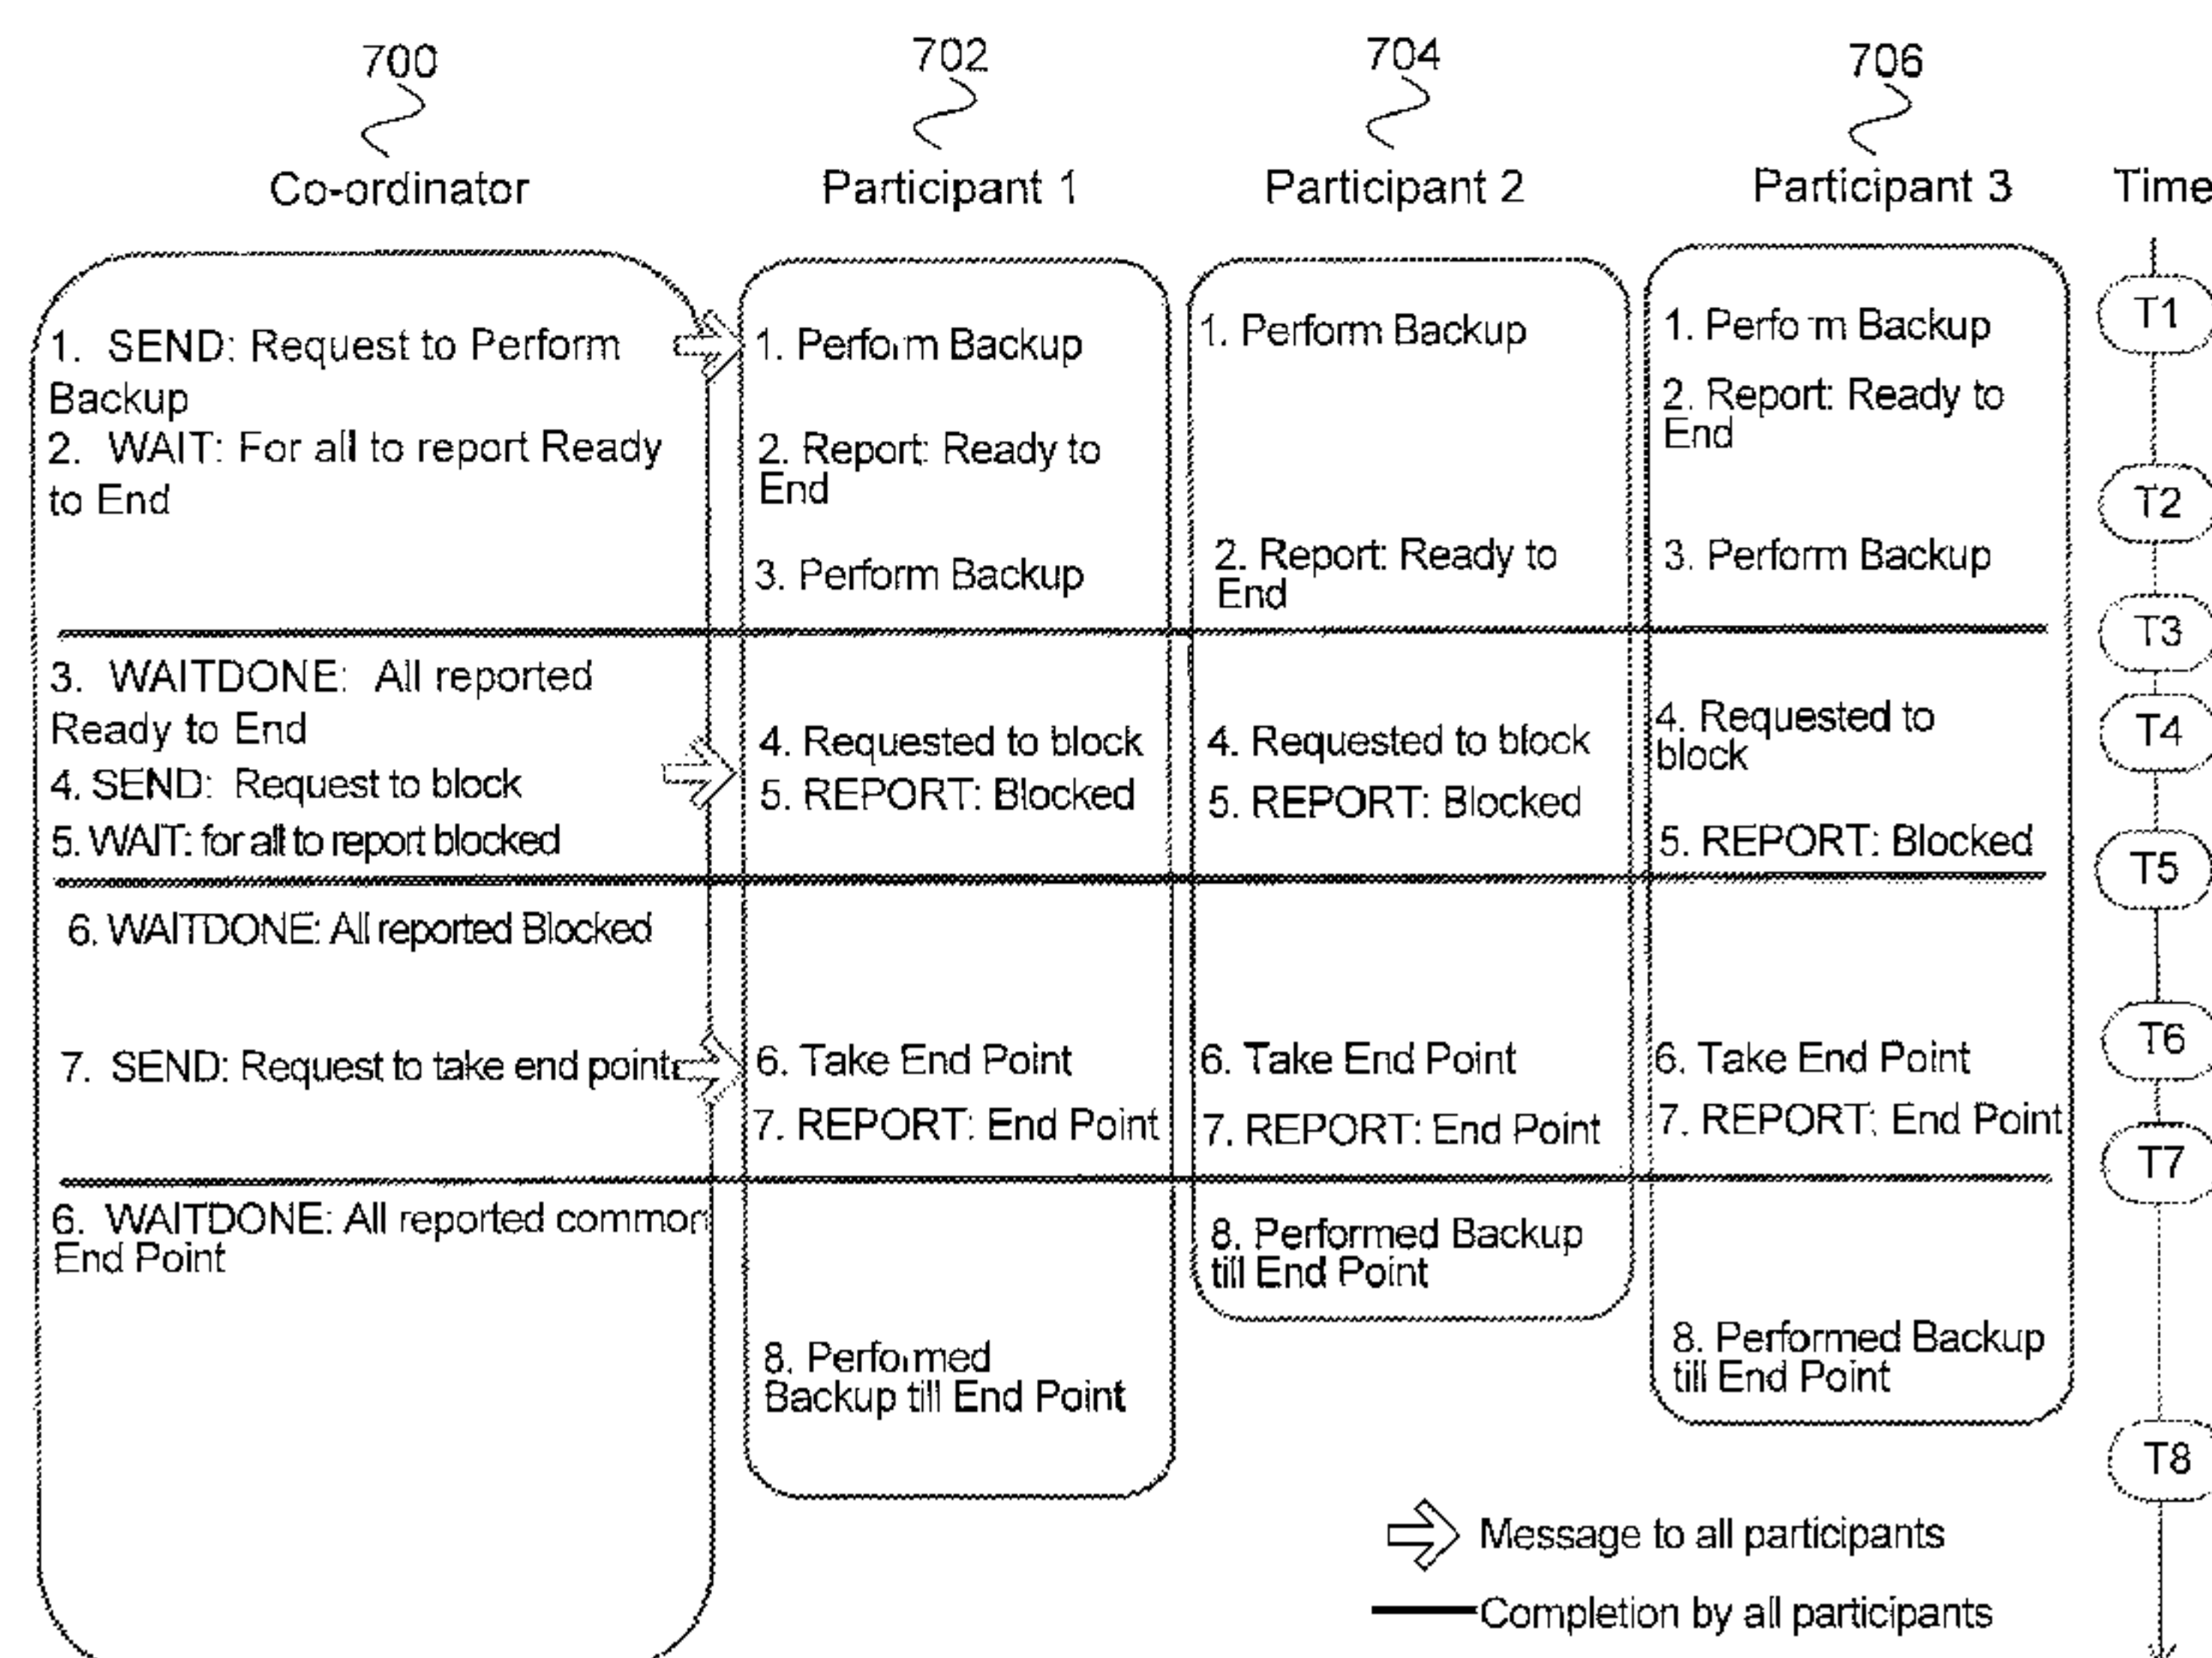 700
702
704
706
Co-ordinator
Participant 1
Participant 2
Participant 3
Time
1. SEND: Request to Perform
Backup
2. WAIT: For all to report Ready
to End
3. WAITDONE: All reported
Ready to End
4. SEND: Request to block
5. WAIT: for all to report blocked
6. WAITDONE: All reported Blocked
7. SEND: Request to take end point
6. WAITDONE: All reported common
End Point
1. Perform Backup
2. Report: Ready to
End
3. Perform Backup
4. Requested to block
5. REPORT: Blocked
6. Take End Point
7. REPORT: End Point
8. Performed
Backup till End Point
1. Perform Backup
2. Report: Ready to
End
4. Requested to block
5. REPORT: Blocked
6. Take End Point
7. REPORT: End Point
8. Performed Backup
till End Point
1. Perform Backup
2. Report: Ready to
End
3. Perform Backup
4. Requested to
block
5. REPORT: Blocked
6. Take End Point
7. REPORT: End Point
8. Performed Backup
till End Point
T1
T2
T3
T4
T5
T6
T7
T8
Message to all participants
Completion by all participants